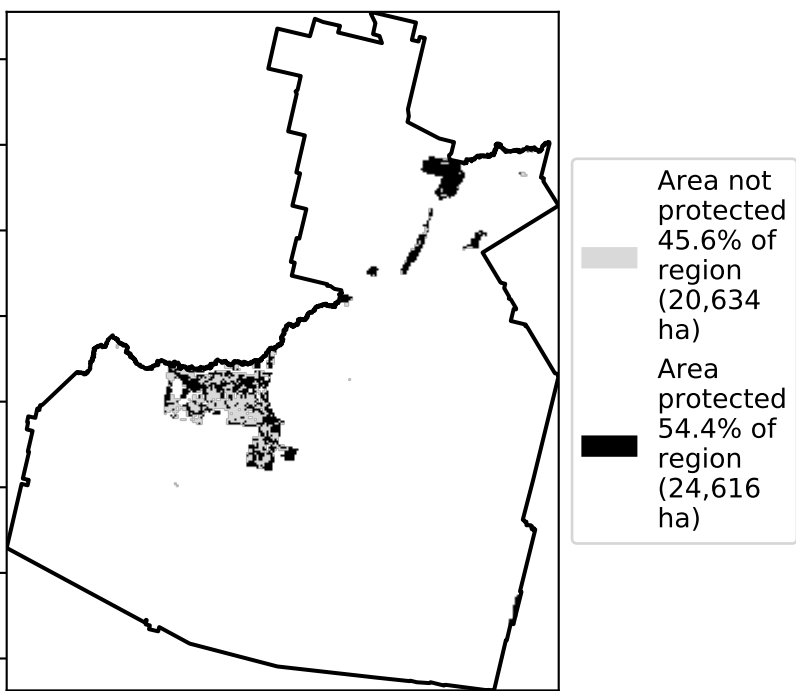 Area not
protected
45.6% of
region
(20,634
ha)
Area
protected
54.4% of
region
(24,616
ha)